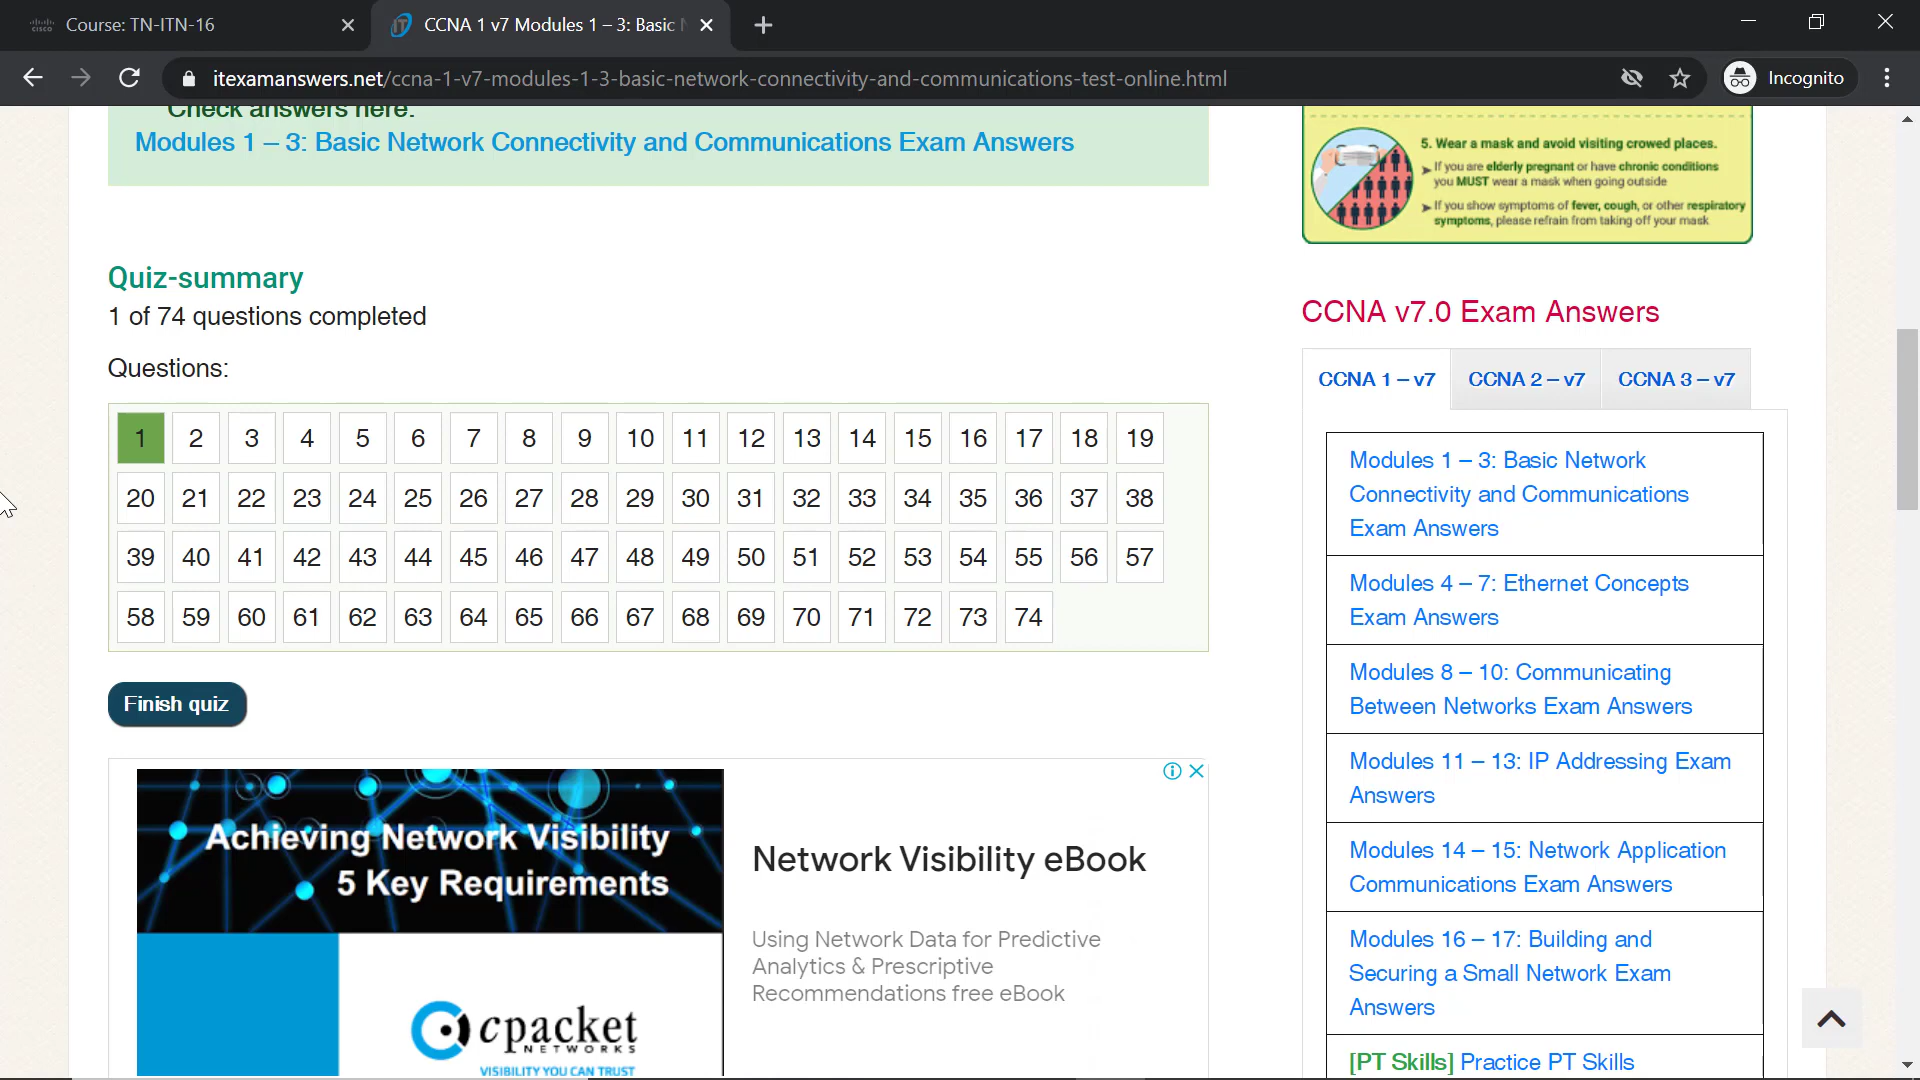 Course: TN-ITN-16
CCNA 1 v7 Modules 1 – 3: Basic
itexamanswers.net/ccna-1-v7-modules-1-3-basic-network-connectivity-and-communications-test-online.html
Incognito
Check answers here:
Modules 1 – 3: Basic Network Connectivity and Communications Exam Answers
Quiz-summary
1 of 74 questions completed
Questions:
1 2 3 4 5 6 7 8 9 10 11 12 13 14 15 16 17 18 19
20 21 22 23 24 25 26 27 28 29 30 31 32 33 34 35 36 37 38
39 40 41 42 43 44 45 46 47 48 49 50 51 52 53 54 55 56 57
58 59 60 61 62 63 64 65 66 67 68 69 70 71 72 73 74
Finish quiz
Achieving Network Visibility
5 Key Requirements
cpacket
NETWORKS
VISIBILITY YOU CAN TRUST
Network Visibility eBook
Using Network Data for Predictive
Analytics & Prescriptive
Recommendations free eBook
5. Wear a mask and avoid visiting crowed places.
If you are elderly pregnant or have chronic conditions
you MUST wear a mask when going outside
If you show symptoms of fever, cough, or other respiratory
symptoms, please refrain from taking off your mask
CCNA v7.0 Exam Answers
CCNA 1 – v7
CCNA 2 – v7
CCNA 3 – v7
Modules 1 – 3: Basic Network
Connectivity and Communications
Exam Answers
Modules 4 – 7: Ethernet Concepts
Exam Answers
Modules 8 – 10: Communicating
Between Networks Exam Answers
Modules 11 – 13: IP Addressing Exam
Answers
Modules 14 – 15: Network Application
Communications Exam Answers
Modules 16 – 17: Building and
Securing a Small Network Exam
Answers
[PT Skills] Practice PT Skills